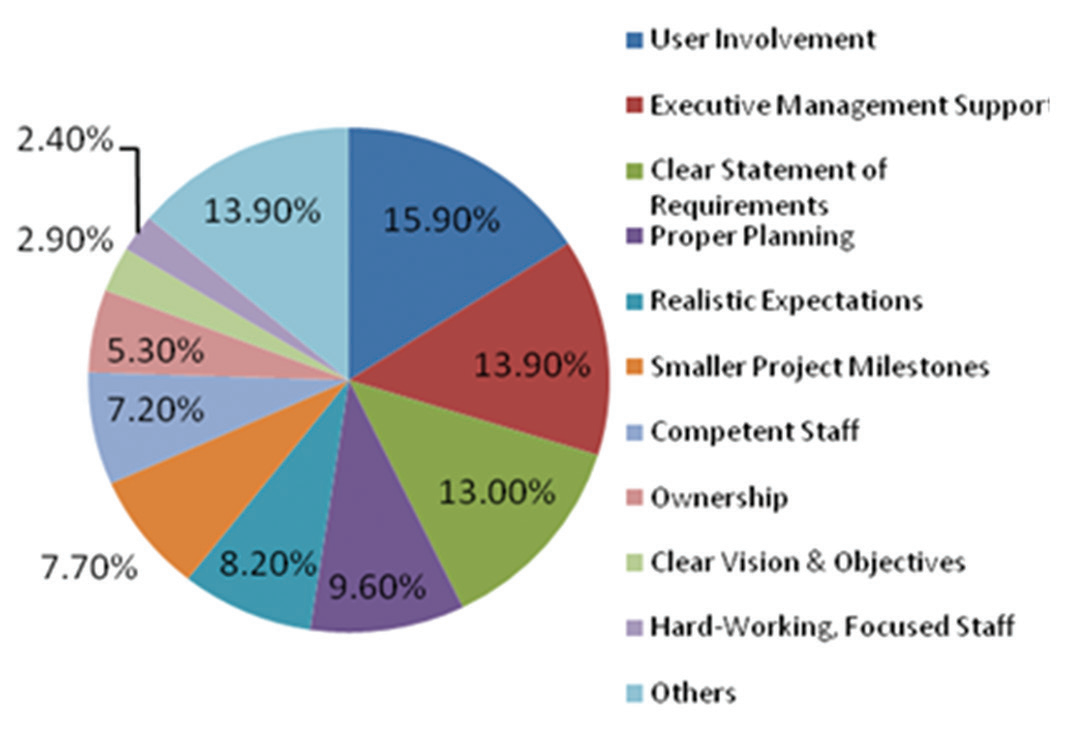 User Involvement
Executive Management Suppor
Clear Statement of
Requirements
Proper Planning
Realistic Expectations
Smaller Project Milestones
Competent Staff
Ownership
Clear Vision & Objectives
Hard-Working, Focused Staff
Others
2.40%
2.90%
13.90%
15.90%
13.90%
5.30%
7.20%
13.00%
7.70%
8.20%
9.60%